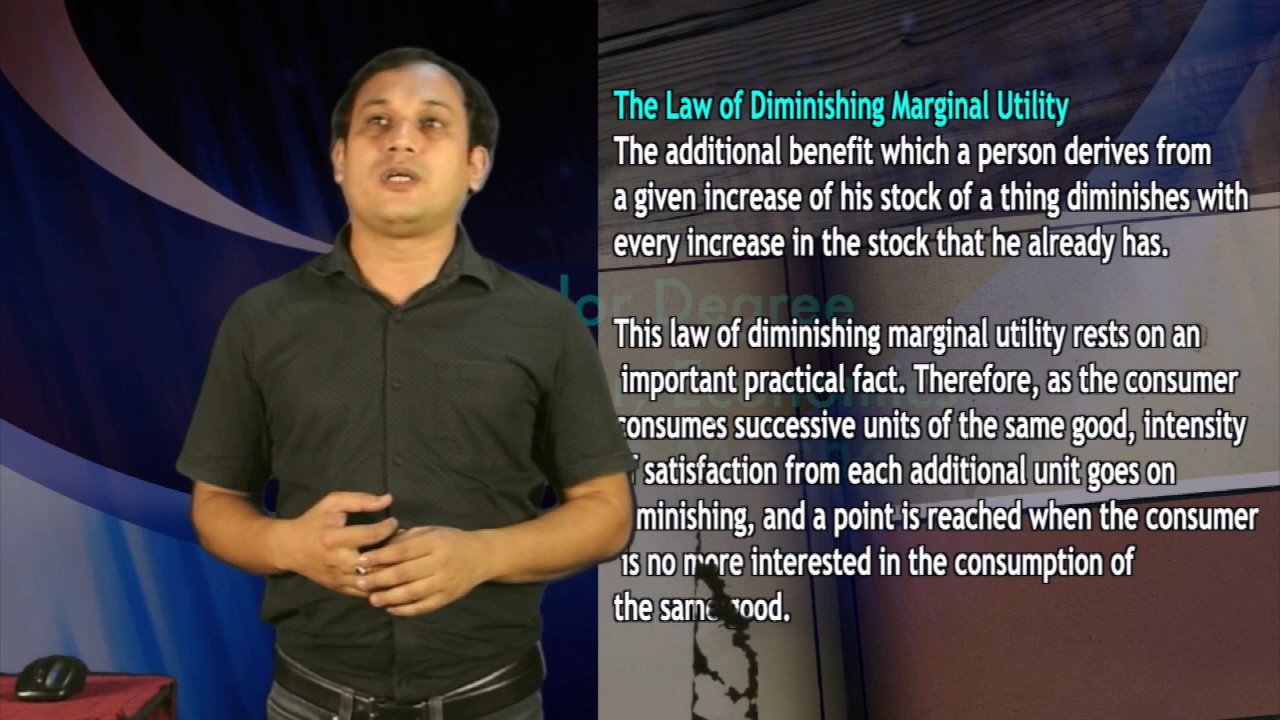 The Law of Diminishing Marginal Utility
The additional benefit which a person derives from
a given increase of his stock of a thing diminishes with
every increase in the stock that he already has.
lor Degree
This law of diminishing marginal utility rests on an
important practical fact. Therefore, as the consumer
consumes successive units of the same good, intensity
satisfaction from each additional unit goes on
minishing, and a point is reached when the consumer
is no more interested in the consumption of
the same good.